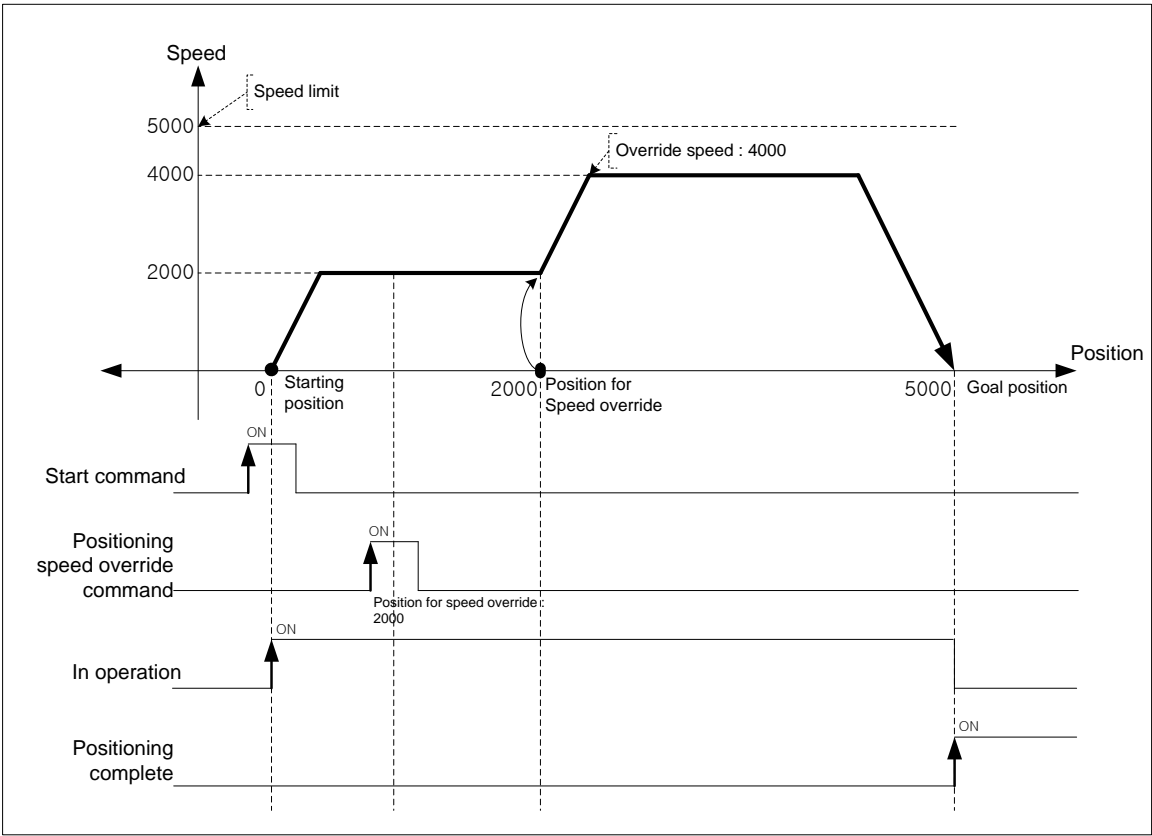 Speed
Speed limit
5000
Override speed : 4000
4000
2000
Position
0
Starting
position
2000
Position for
Speed override
5000
Goal position
ON
Start command
ON
Positioning
speed override
command
Position for speed override :
2000
ON
In operation
ON
Positioning
complete